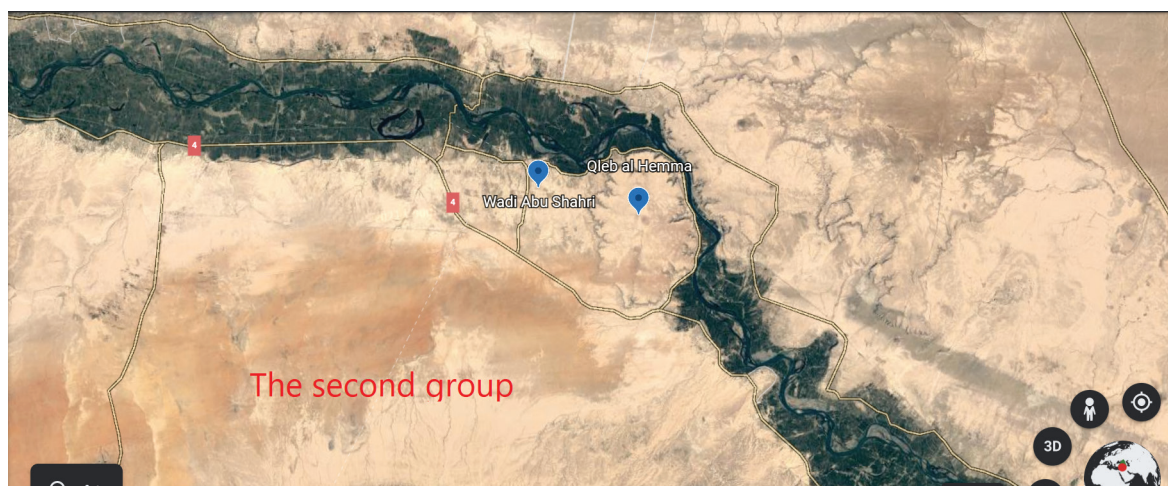 4
Qleb al Hemma
Wadi Abu Shahri
4
The second group
3D